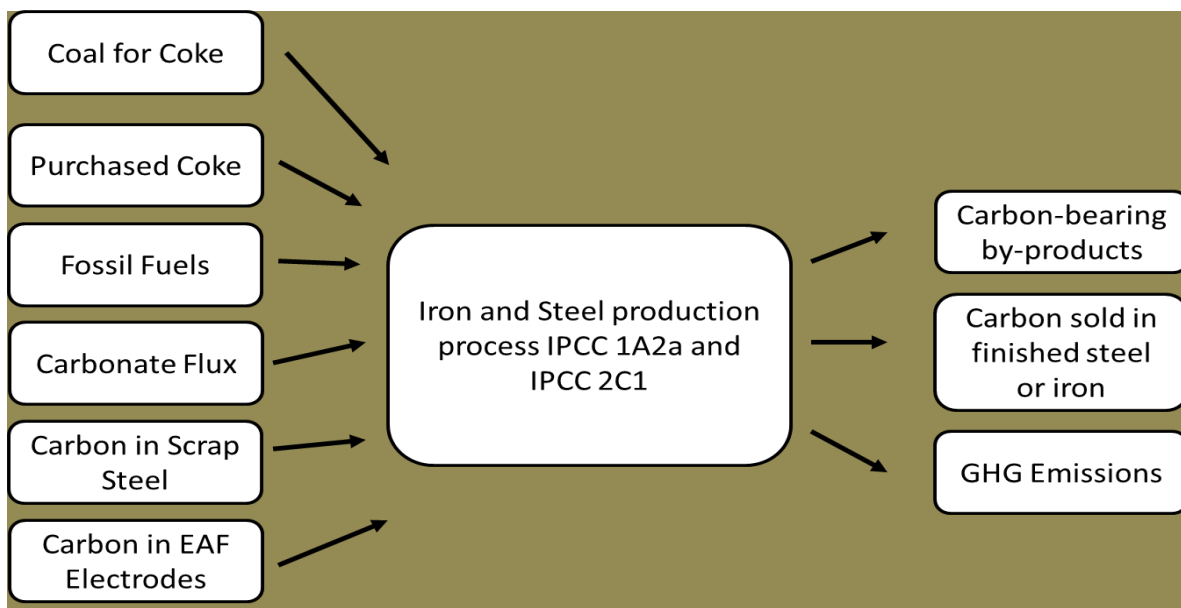 Coal for Coke
Purchased Coke
Fossil Fuels
Carbonate Flux
Carbon in Scrap
Steel
Carbon in EAF
Electrodes
Iron and Steel production
process IPCC 1A2a and
IPCC 2C1
Carbon-bearing
by-products
Carbon sold in
finished steel
or iron
GHG Emissions